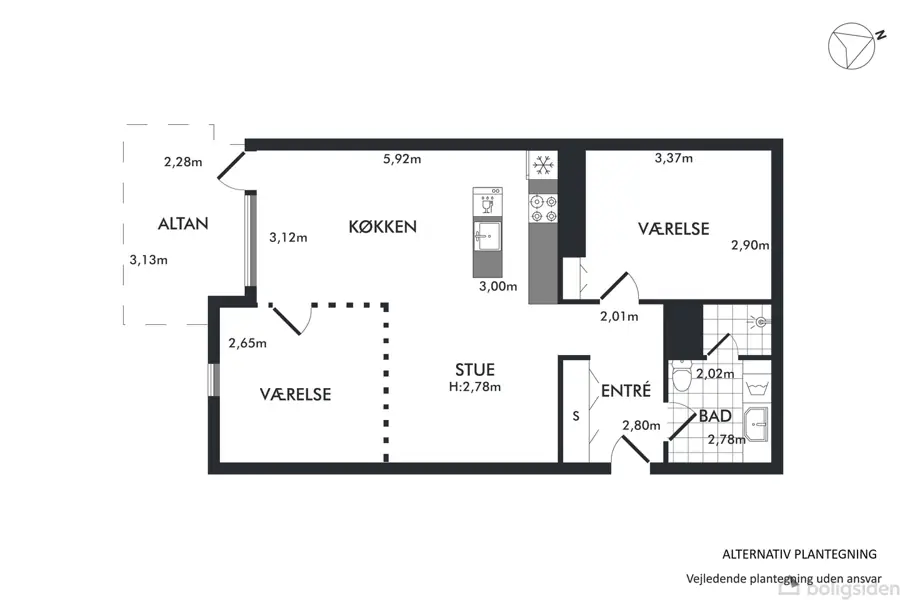 N
2,28m
5,92m
3,37m
ALTAN
KØKKEN
VÆRELSE
3,12m
2,90m
3,13m
3,00m
2,01m
2,65m
STUE
H:2,78m
2,02m
VÆRELSE
ENTRÉ
S
BAD
2,80m
2,78m
ALTERNATIV PLANTEGNING
Vejledende plantegning uden ansvar
boligsiden